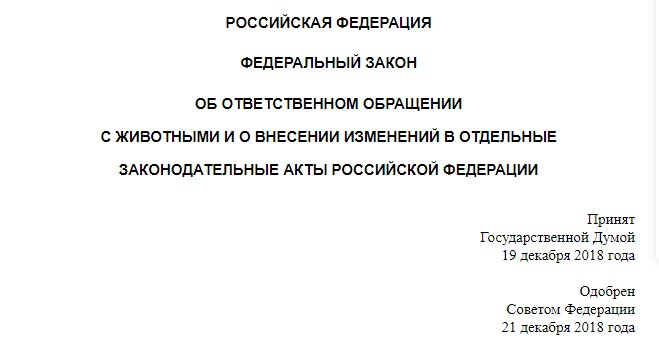 РОССИЙСКАЯ ФЕДЕРАЦИЯ
ФЕДЕРАЛЬНЫЙ ЗАКОН
ОБ ОТВЕТСТВЕННОМ ОБРАЩЕНИИ
С ЖИВОТНЫМИ И О ВНЕСЕНИИ ИЗМЕНЕНИЙ В ОТДЕЛЬНЫЕ
ЗАКОНОДАТЕЛЬНЫЕ АКТЫ РОССИЙСКОЙ ФЕДЕРАЦИИ
Принят
Государственной Думой
19 декабря 2018 года
Одобрен
Советом Федерации
21 декабря 2018 года